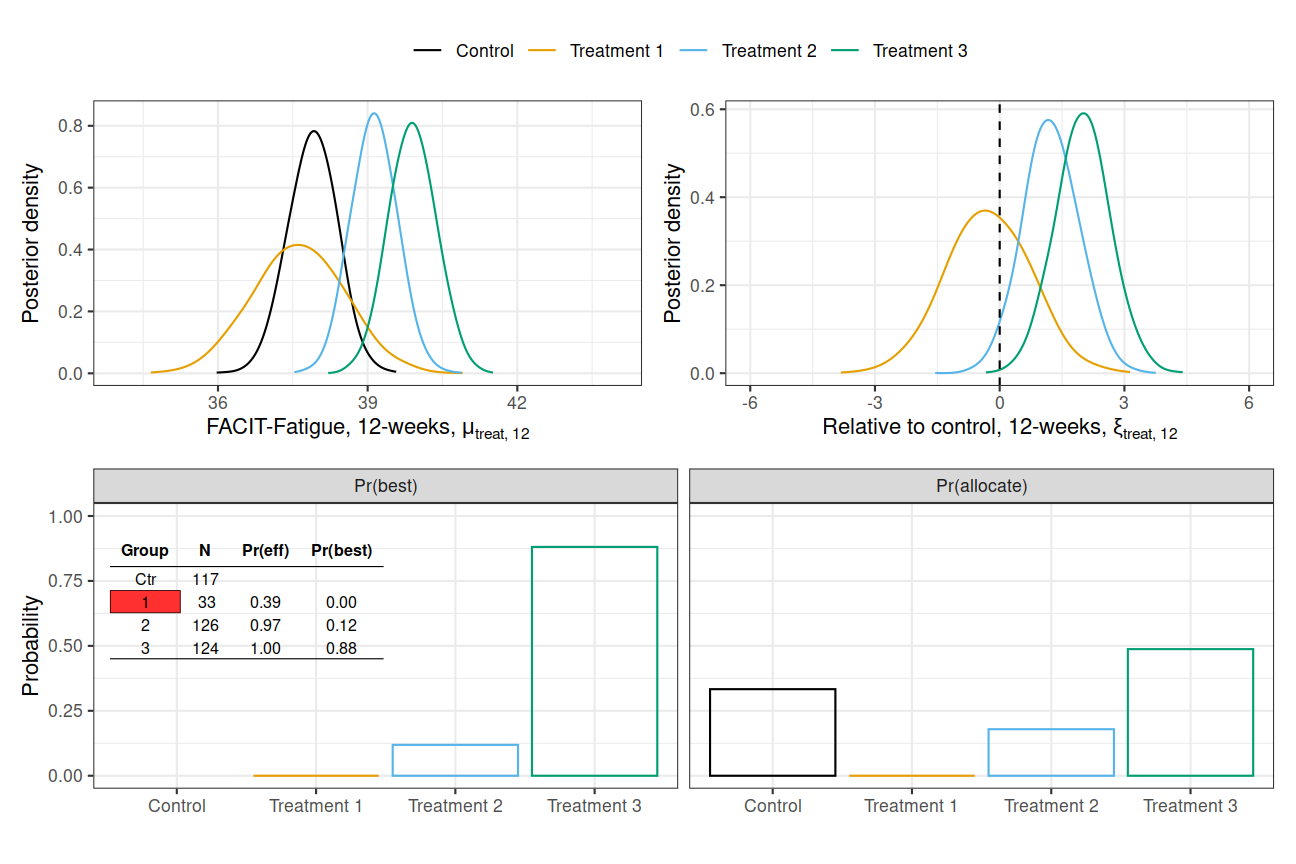 Control Treatment 1 Treatment 2 Treatment 3
Posterior density
0.8
0.6
0.4
0.2
0.0
36 39 42
FACIT-Fatigue, 12-weeks, μtreat, 12
Posterior density
0.6
0.4
0.2
0.0
-6 -3 0 3 6
Relative to control, 12-weeks, ξtreat, 12
Pr(best)
Pr(allocate)
Probability
1.00
0.75
0.50
0.25
0.00
Group N Pr(eff) Pr(best)
Ctr 117
1 33 0.39 0.00
2 126 0.97 0.12
3 124 1.00 0.88
Control Treatment 1 Treatment 2 Treatment 3
Control Treatment 1 Treatment 2 Treatment 3